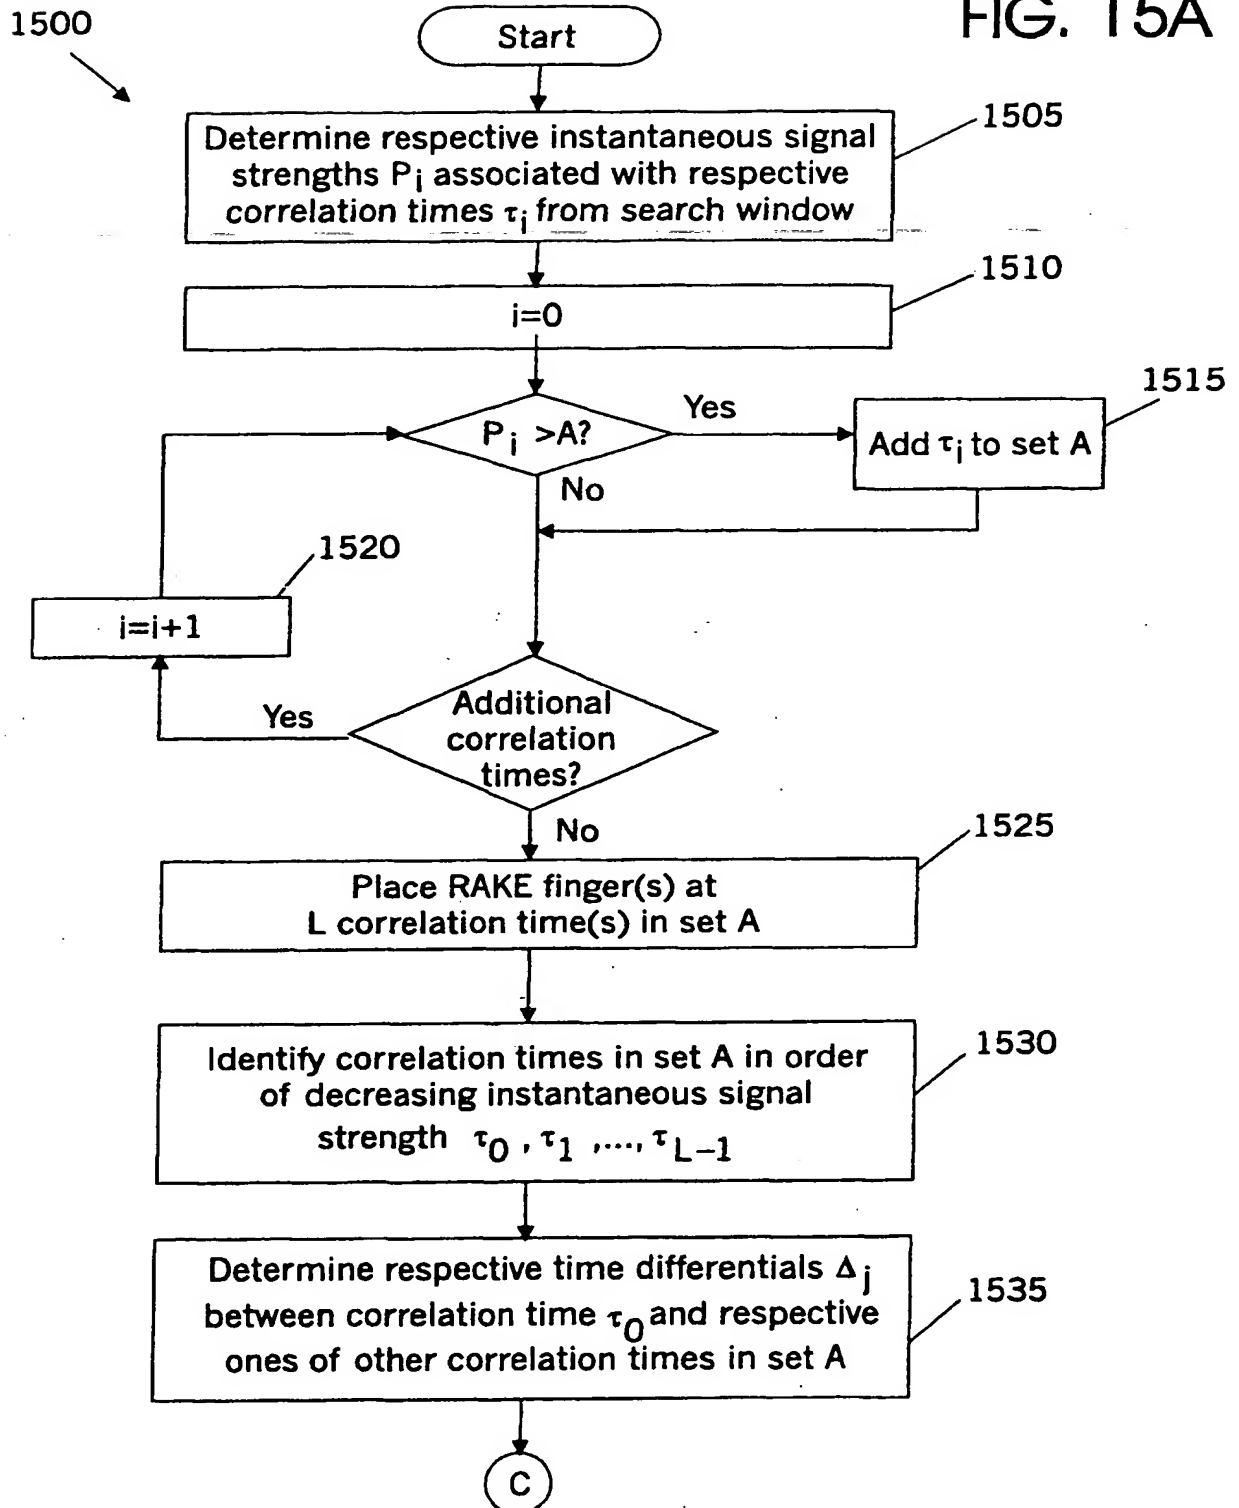 1500
FIG. 15A
Start
1505
Determine respective instantaneous signal
strengths Pi associated with respective
correlation times τi from search window
1510
i=0
1515
Pi >A?
Yes
Add τi to set A
No
1520
i=i+1
Additional
correlation
times?
Yes
No
1525
Place RAKE finger(s) at
L correlation time(s) in set A
1530
Identify correlation times in set A in order
of decreasing instantaneous signal
strength τ0 , τ1 ,..., τL-1
Determine respective time differentials Δj
1535
between correlation time τ0 and respective
ones of other correlation times in set A
C